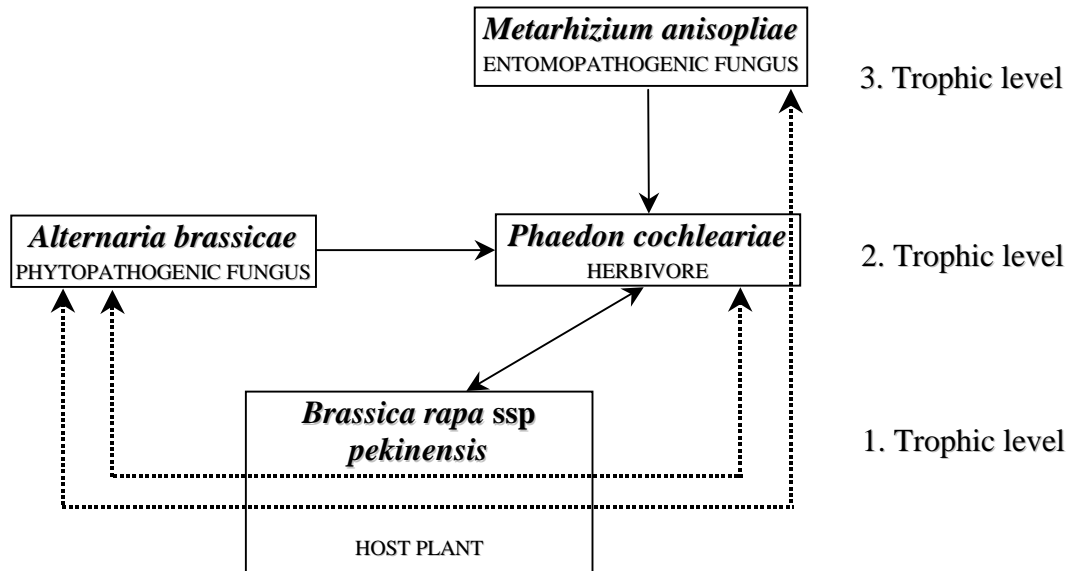 Metarhizium anisopliae
ENTOMOPATHOGENIC FUNGUS
3. Trophic level
Alternaria brassicae
PHYTOPATHOGENIC FUNGUS
Phaedon cochleariae
HERBIVORE
2. Trophic level
Brassica rapa ssp
pekinensis
HOST PLANT
1. Trophic level